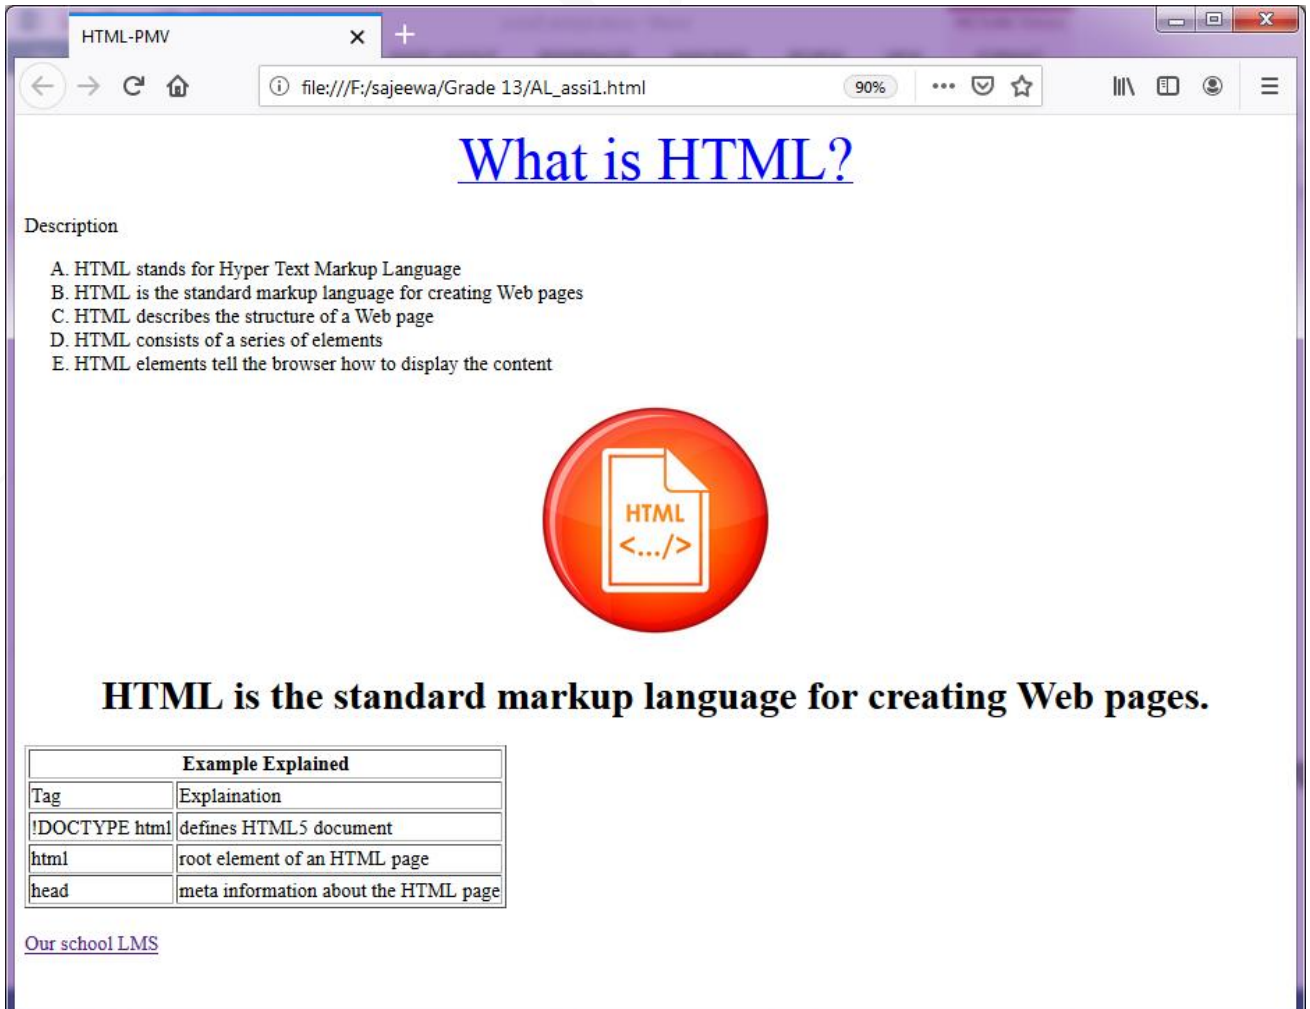 HTML-PMV
file:///F:/sajeewa/Grade 13/AL_assi1.html
90%
What is HTML?
Description
A. HTML stands for Hyper Text Markup Language
B. HTML is the standard markup language for creating Web pages
C. HTML describes the structure of a Web page
D. HTML consists of a series of elements
E. HTML elements tell the browser how to display the content
HTML
<.../>
HTML is the standard markup language for creating Web pages.
Example Explained
Tag Explaination
!DOCTYPE html defines HTML5 document
html root element of an HTML page
head meta information about the HTML page
Our school LMS